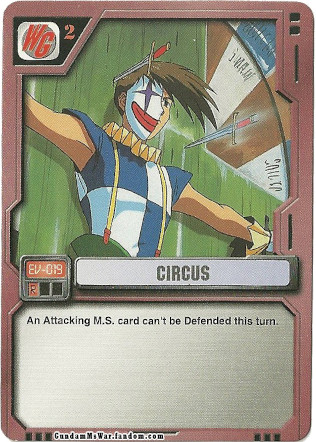 WG 2
EV-019
CIRCUS
R
An Attacking M.S. card can't be Defended this turn.
GundamMsWar.fandom.com